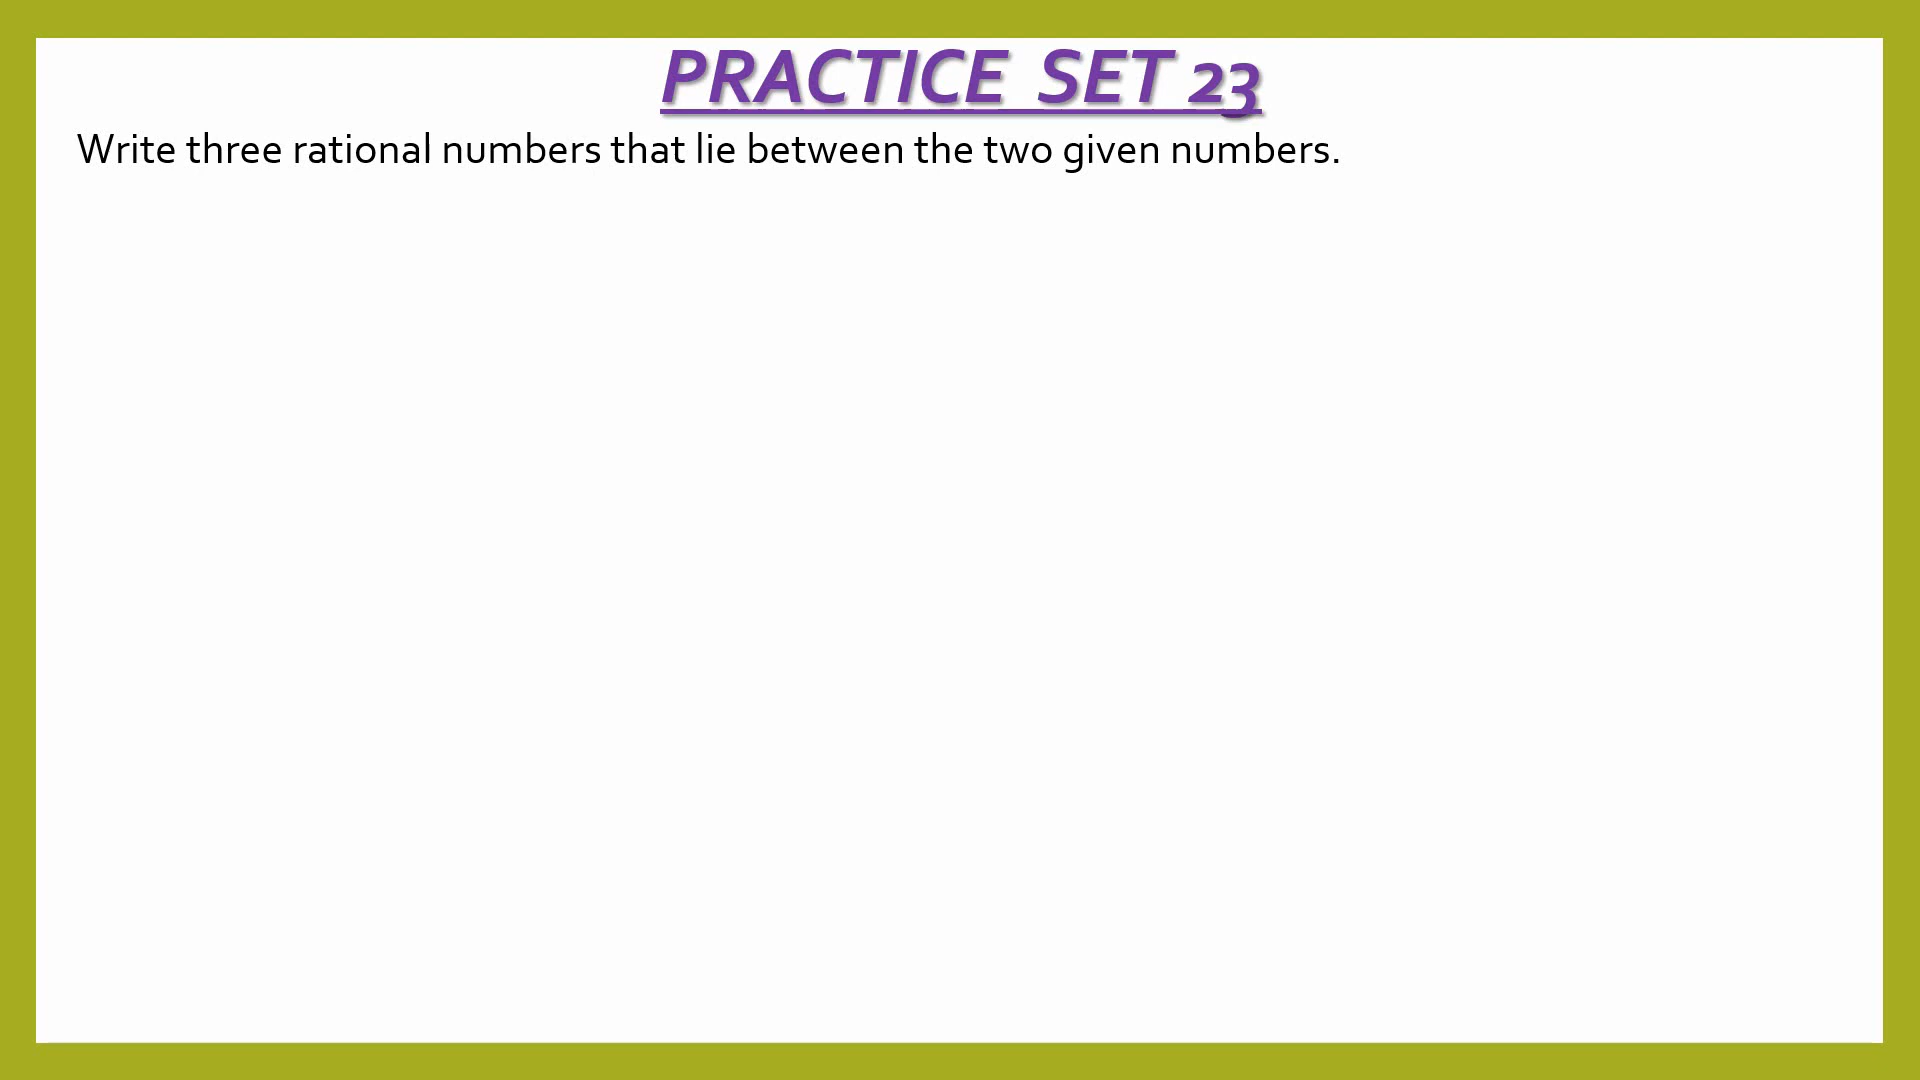 PRACTICE SET 23
Write three rational numbers that lie between the two given numbers.